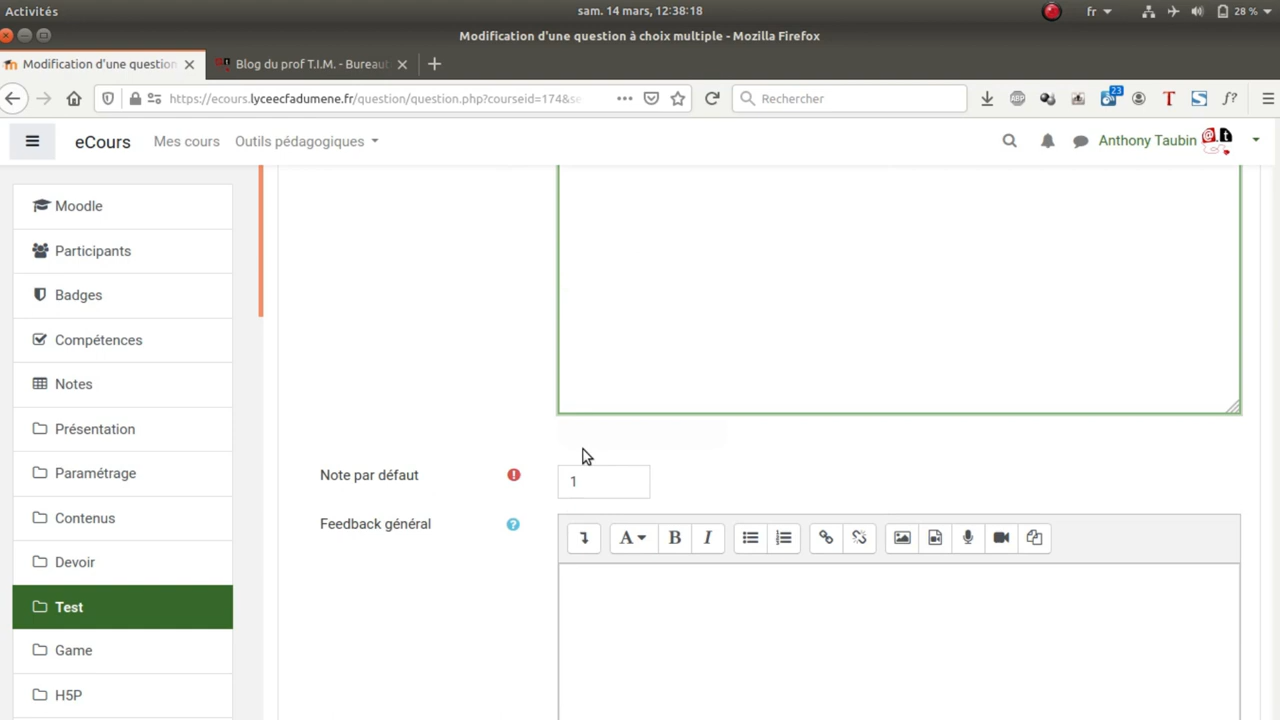 Activités
sam. 14 mars, 12:38:18
fr
28 %
Modification d'une question à choix multiple - Mozilla Firefox
Modification d'une question
Blog du prof T.I.M. - Bureaut
https://ecours.lyceecfadumene.fr/question/question.php?courseid=174&se
Rechercher
23
T
S
f?
eCours
Mes cours
Outils pédagogiques
Anthony Taubin
@ t
Moodle
Participants
Badges
Compétences
Notes
Présentation
Paramétrage
Contenus
Devoir
Test
Game
H5P
Note par défaut
1
Feedback général
A B I